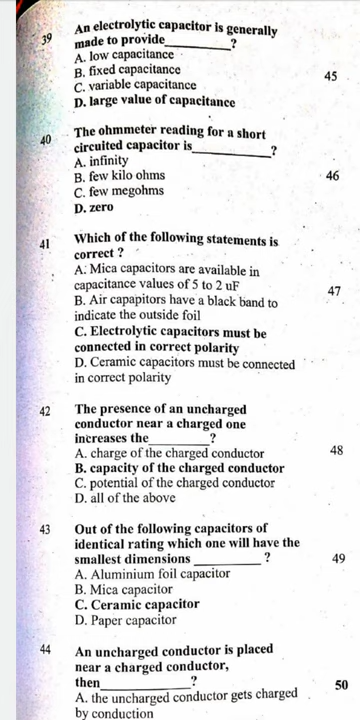 39 An electrolytic capacitor is generally
made to provide__________?
A. low capacitance
B. fixed capacitance
C. variable capacitance
D. large value of capacitance
45
40 The ohmmeter reading for a short
circuited capacitor is____________?
A. infinity
B. few kilo ohms
C. few megohms
D. zero
46
41 Which of the following statements is
correct ?
A. Mica capacitors are available in
capacitance values of 5 to 2 uF
B. Air capapitors have a black band to
indicate the outside foil
C. Electrolytic capacitors must be
connected in correct polarity
D. Ceramic capacitors must be connected
in correct polarity
47
42 The presence of an uncharged
conductor near a charged one
increases the_________?
A. charge of the charged conductor
B. capacity of the charged conductor
C. potential of the charged conductor
D. all of the above
48
43 Out of the following capacitors of
identical rating which one will have the
smallest dimensions __________ ?
A. Aluminium foil capacitor
B. Mica capacitor
C. Ceramic capacitor
D. Paper capacitor
49
44 An uncharged conductor is placed
near a charged conductor,
then_____________?
A. the uncharged conductor gets charged
by conduction
50